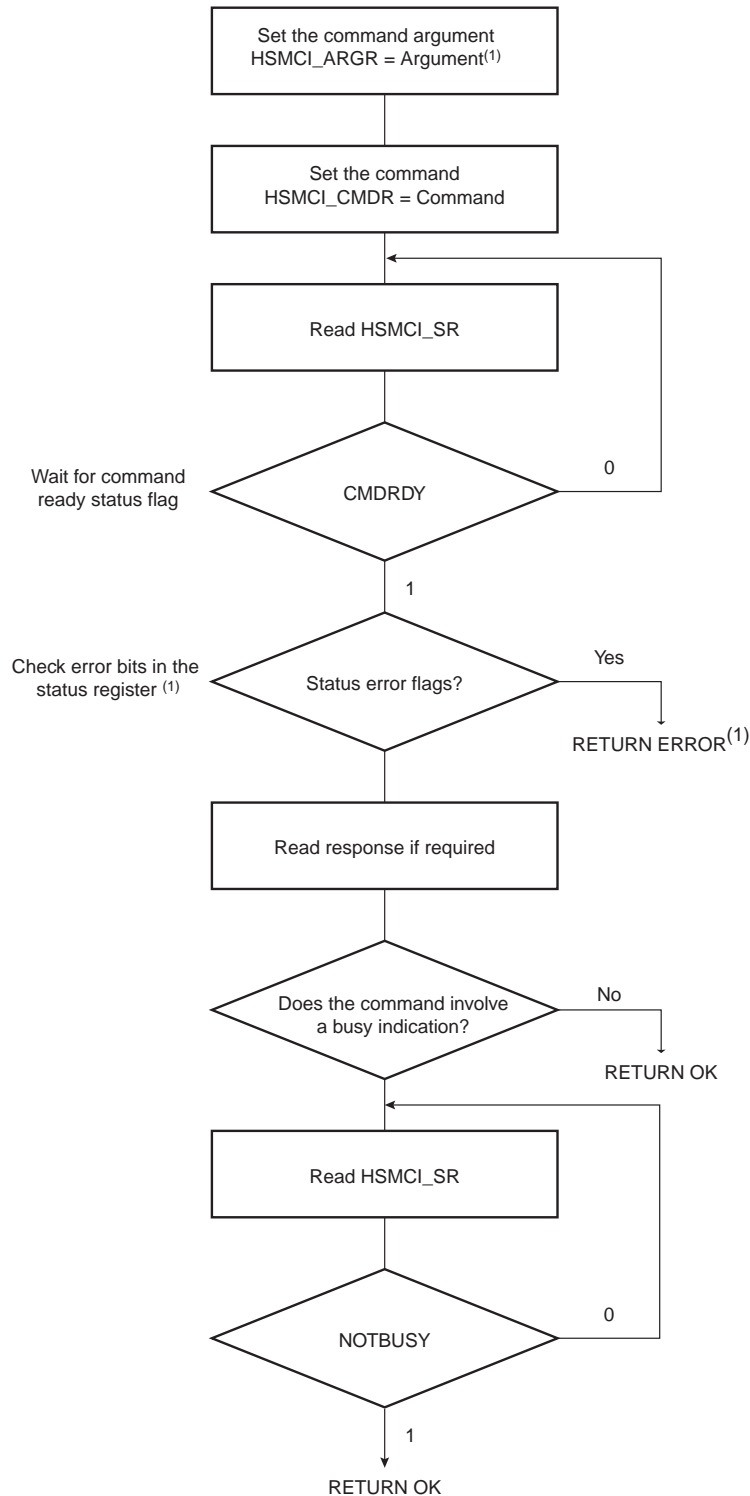 Set the command argument
HSMCI_ARGR = Argument(1)
Set the command
HSMCI_CMDR = Command
Read HSMCI_SR
Wait for command
ready status flag
CMDRDY
0
1
Check error bits in the
status register (1)
Status error flags?
Yes
RETURN ERROR(1)
Read response if required
Does the command involve
a busy indication?
No
RETURN OK
Read HSMCI_SR
NOTBUSY
0
1
RETURN OK